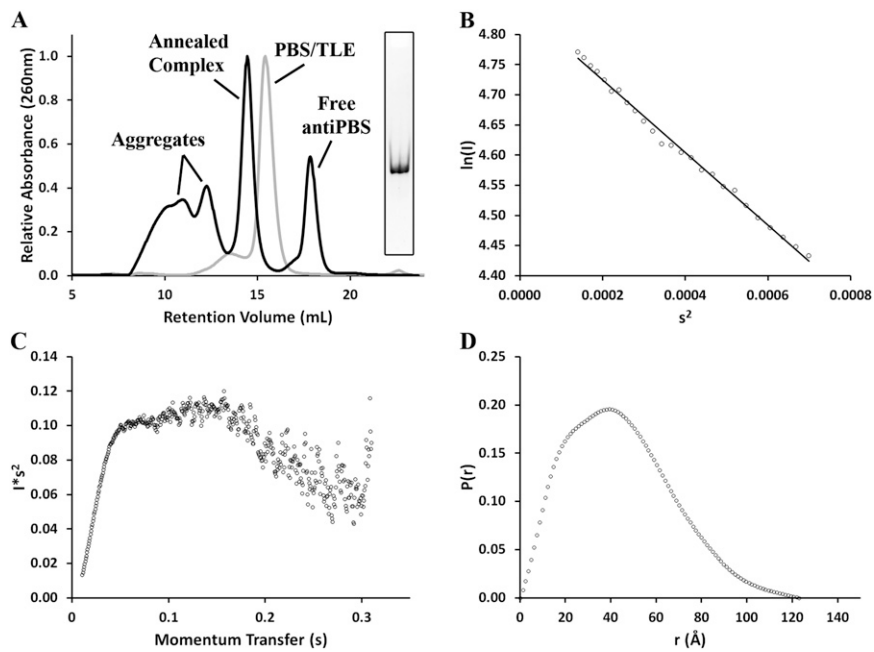 A
Relative Absorbance (260nm)
1.0
0.8
0.6
0.4
0.2
0.0
Aggregates
Annealed
Complex
PBS/TLE
Free
antiPBS
5 10 15 20
Retention Volume (mL)
B
ln(I)
4.80
4.75
4.70
4.65
4.60
4.55
4.50
4.45
4.40
0.0000 0.0002 0.0004 0.0006 0.0008
s²
C
I*s²
0.14
0.12
0.10
0.08
0.06
0.04
0.02
0.00
0 0.1 0.2 0.3
Momentum Transfer (s)
D
P(r)
0.25
0.20
0.15
0.10
0.05
0.00
0 20 40 60 80 100 120 140
r (Å)